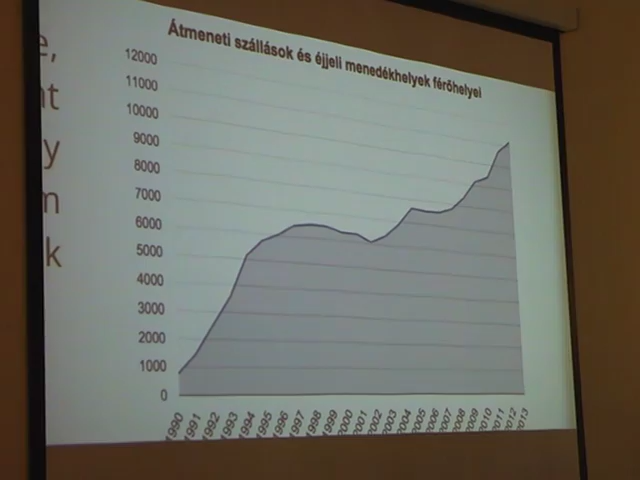 Átmeneti szállások és éjjeli menedékhelyek férőhelyei
e,
nt
y
m
k
12000
11000
10000
9000
8000
7000
6000
5000
4000
3000
2000
1000
0
1990 1991 1992 1993 1994 1995 1996 1997 1998 1999 2000 2001 2002 2003 2004 2005 2006 2007 2008 2009 2010 2011 2012 2013